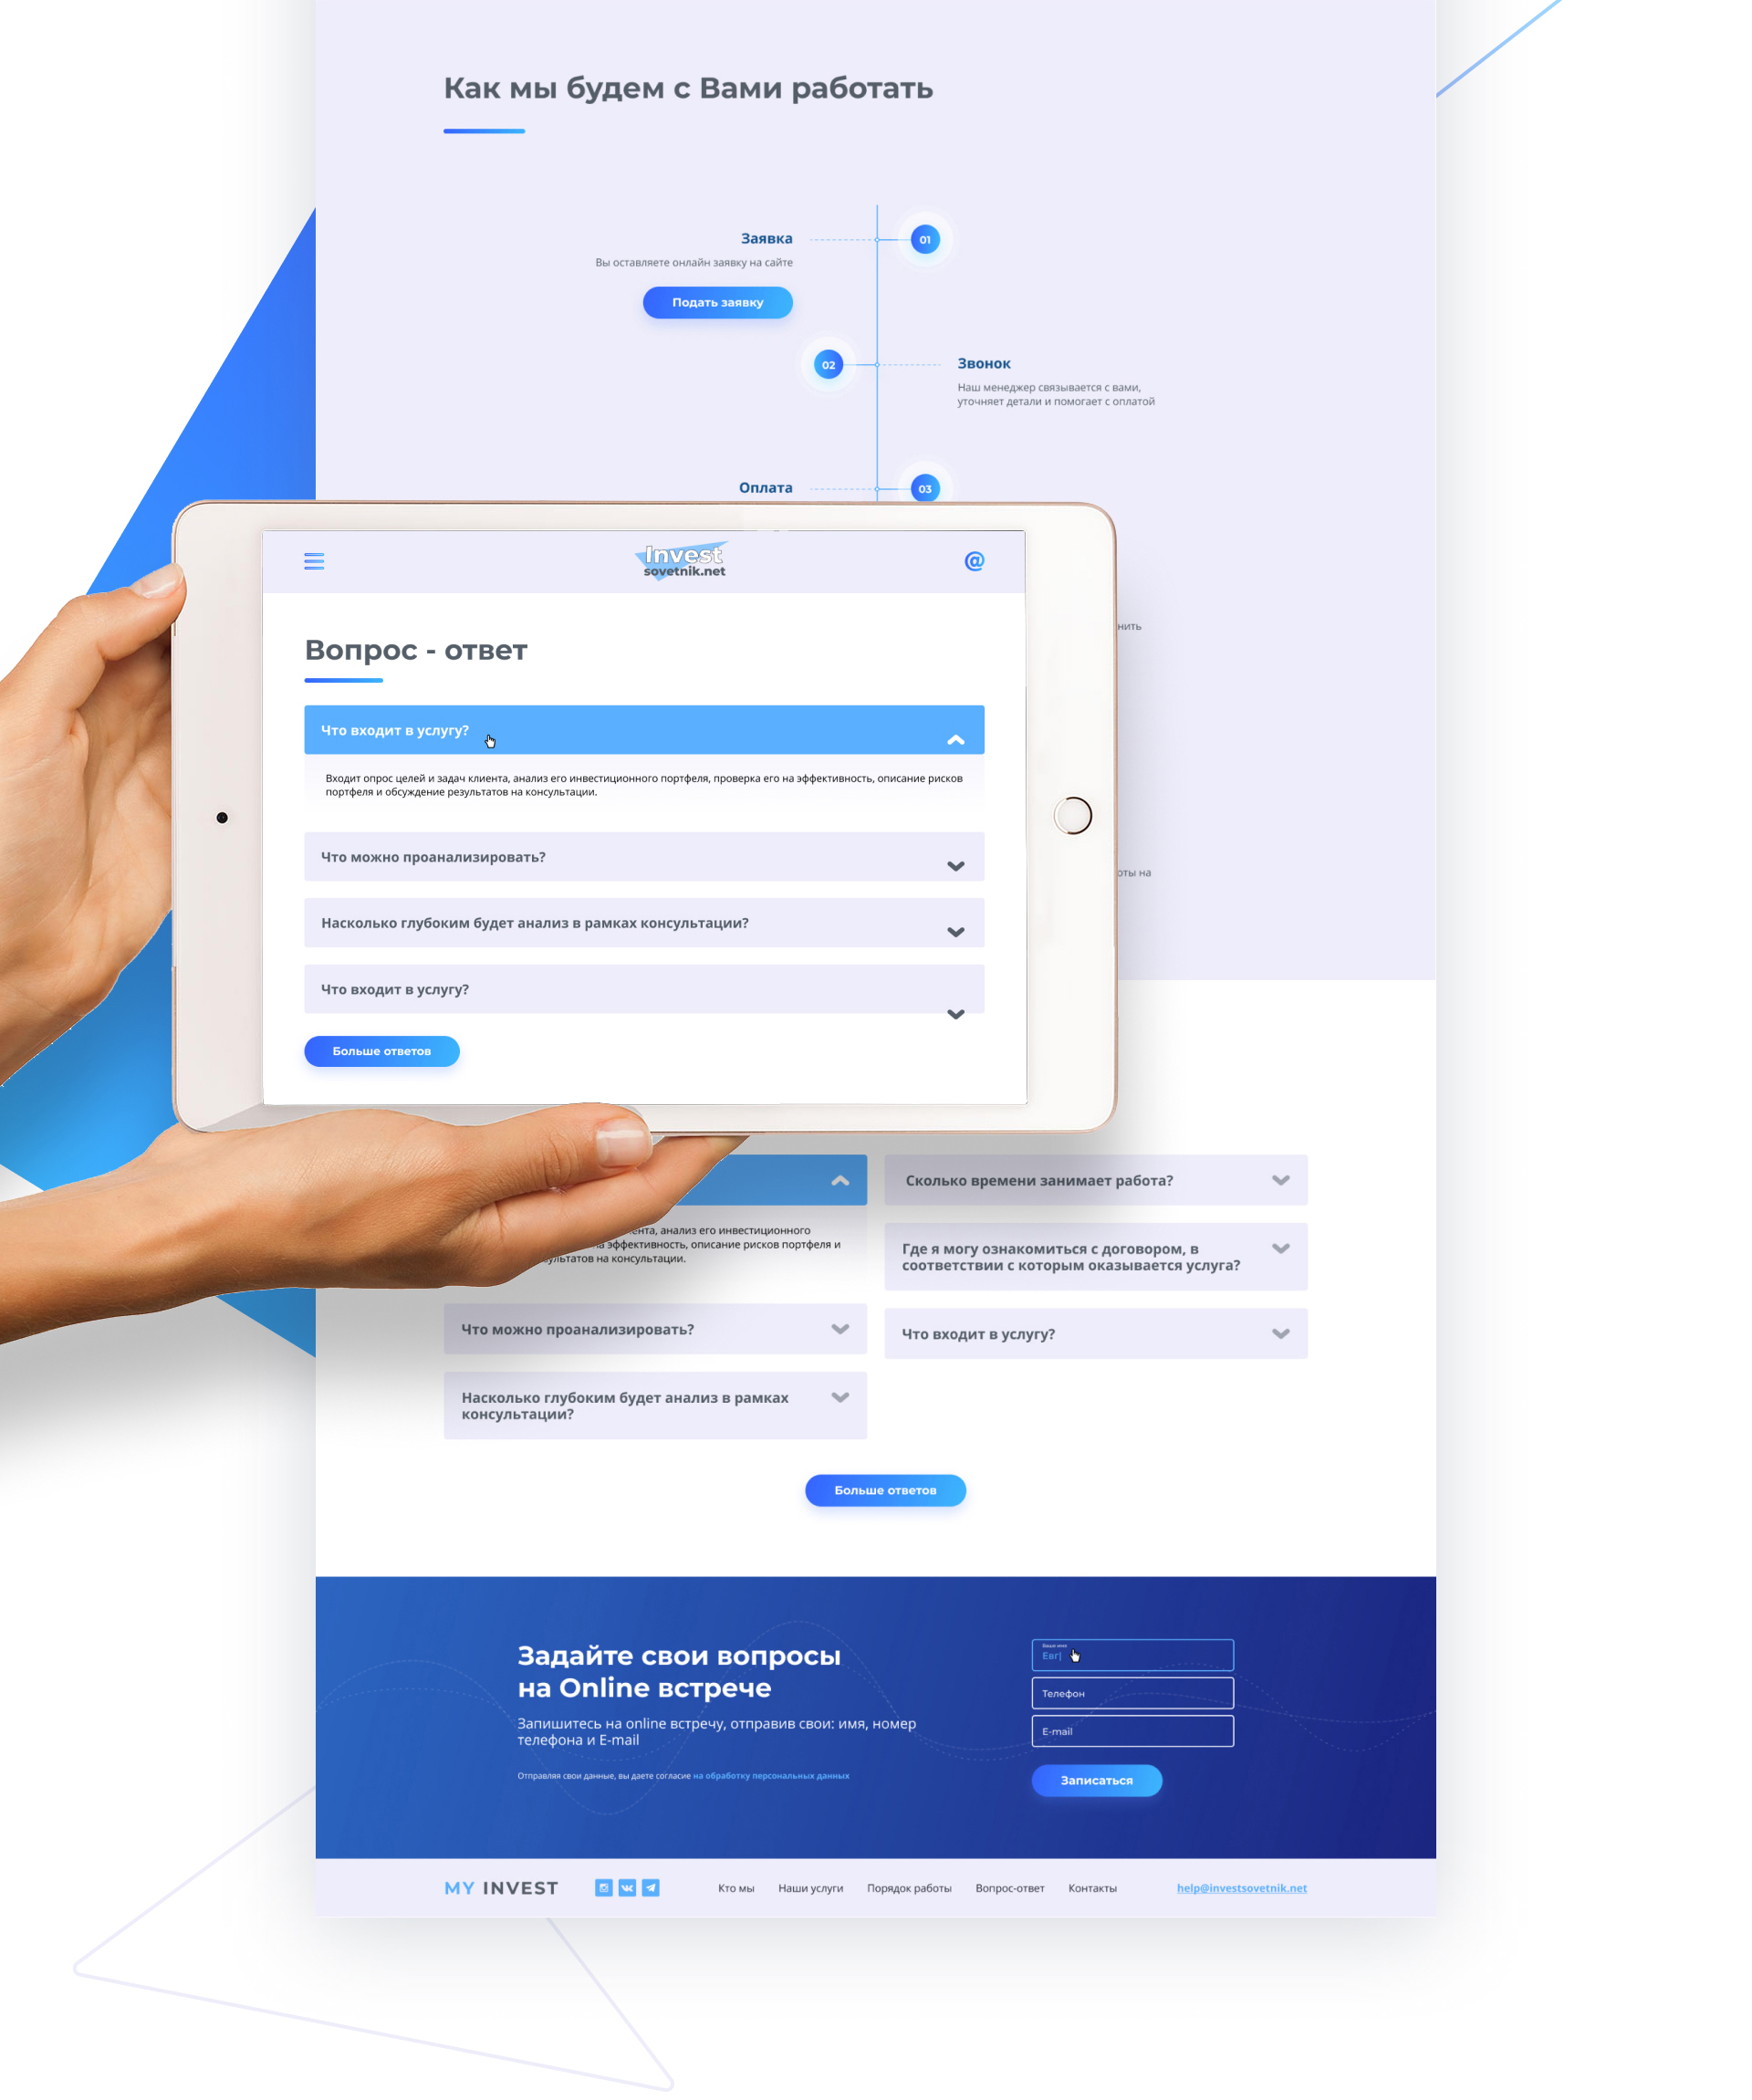 Как мы будем с Вами работать
Заявка
01
Вы оставляете онлайн заявку на сайте
Подать заявку
02
Звонок
Наш менеджер связывается с вами,
уточняет детали и помогает с оплатой
Оплата
03
Invest
sovetnik.net
@
Вопрос - ответ
Что входит в услугу?
Входит опрос целей и задач клиента, анализ его инвестиционного портфеля, проверка его на эффективность, описание рисков
портфеля и обсуждение результатов на консультации.
Что можно проанализировать?
Насколько глубоким будет анализ в рамках консультации?
Что входит в услугу?
Больше ответов
нить
оты на
анализ его инвестиционного
эффективность, описание рисков портфеля и
на консультации.
Что можно проанализировать?
Насколько глубоким будет анализ в рамках
консультации?
Сколько времени занимает работа?
Где я могу ознакомиться с договором, в
соответствии с которым оказывается услуга?
Что входит в услугу?
Больше ответов
Задайте свои вопросы
на Online встрече
Запишитесь на online встречу, отправив свои: имя, номер
телефона и E-mail
Отправляя свои данные, вы даете согласие на обработку персональных данных
Ваше имя
Евг
Телефон
E-mail
Записаться
MY INVEST
Кто мы
Наши услуги
Порядок работы
Вопрос-ответ
Контакты
help@investsovetnik.net